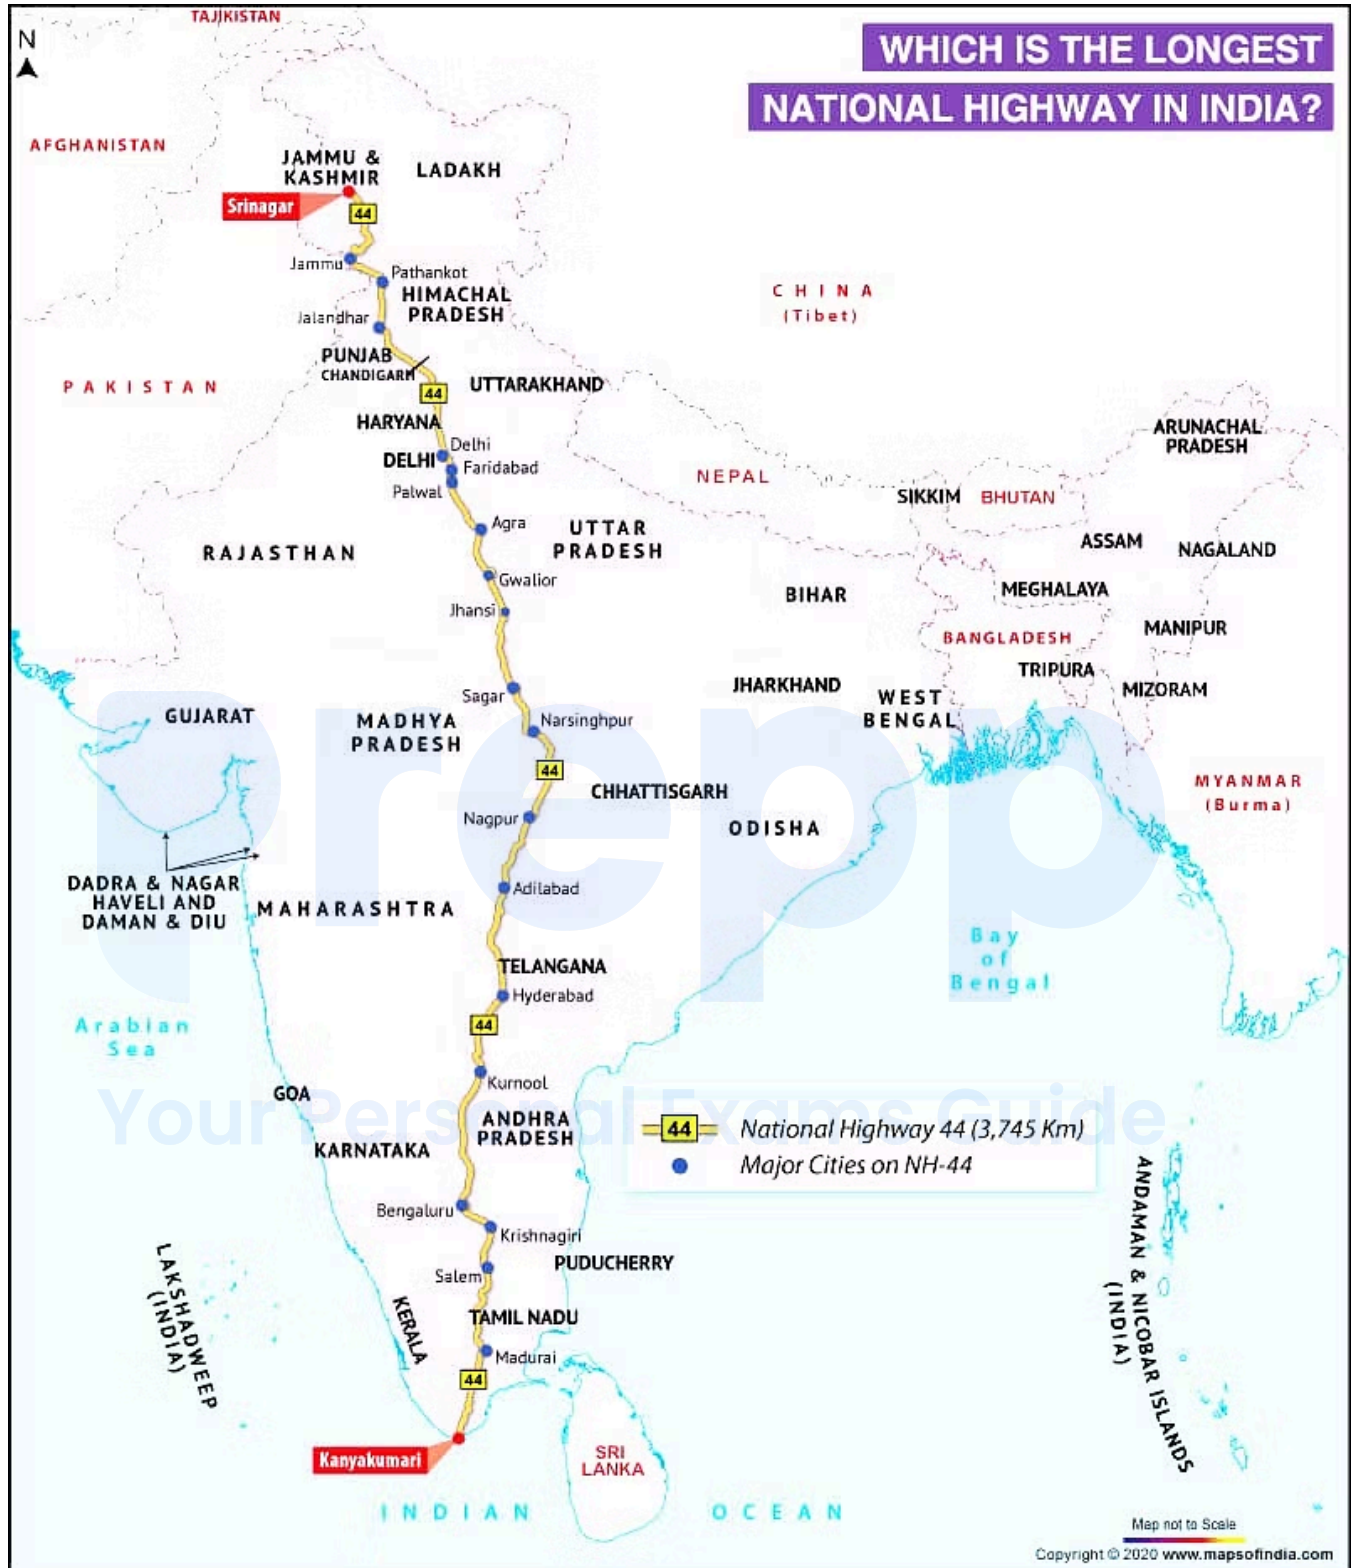 TAJIKISTAN
N
WHICH IS THE LONGEST
NATIONAL HIGHWAY IN INDIA?
AFGHANISTAN
JAMMU &
KASHMIR
LADAKH
Srinagar
44
Jammu
Pathankot
HIMACHAL
PRADESH
CHINA
(Tibet)
Jalandhar
PUNJAB
CHANDIGARH
PAKISTAN
44
UTTARAKHAND
HARYANA
ARUNACHAL
PRADESH
Delhi
DELHI
Faridabad
Palwal
NEPAL
SIKKIM
BHUTAN
Agra
UTTAR
PRADESH
RAJASTHAN
ASSAM
NAGALAND
Gwalior
Jhansi
BIHAR
MEGHALAYA
MANIPUR
BANGLADESH
TRIPURA
MIZORAM
JHARKHAND
WEST
BENGAL
Sagar
GUJARAT
MADHYA
PRADESH
Narsinghpur
44
CHHATTISGARH
MYANMAR
(Burma)
Nagpur
ODISHA
prepp
DADRA & NAGAR
HAVELI AND
DAMAN & DIU
Adilabad
MAHARASHTRA
Bay
of
Bengal
TELANGANA
Hyderabad
Arabian
Sea
44
Kurnool
GOA
Your Personal Exams Guide
ANDHRA
PRADESH
44 National Highway 44 (3,745 Km)
Major Cities on NH-44
KARNATAKA
Bengaluru
Krishnagiri
PUDUCHERRY
Salem
LAKSHADWEEP
(INDIA)
KERALA
TAMIL NADU
ANDAMAN & NICOBAR ISLANDS
(INDIA)
Madurai
44
Kanyakumari
SRI
LANKA
INDIAN OCEAN
Map not to Scale
Copyright © 2020 www.mapsofindia.com